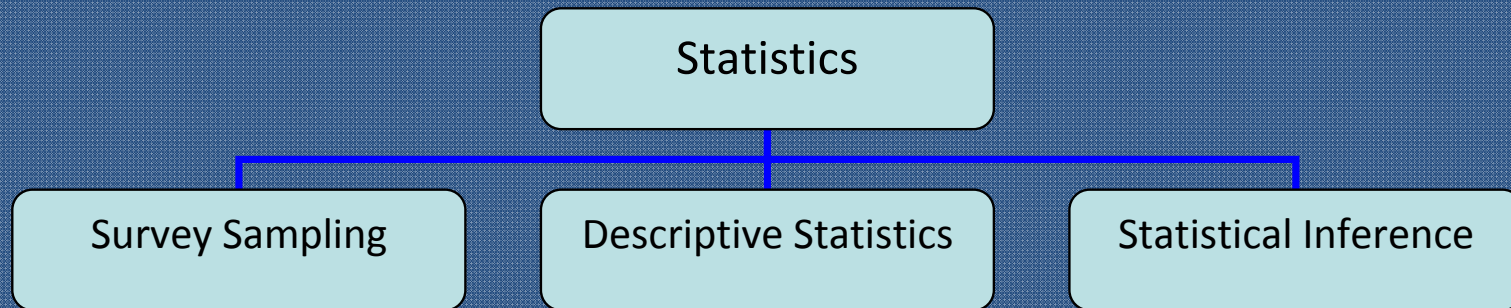 Statistics
Survey Sampling
Descriptive Statistics
Statistical Inference